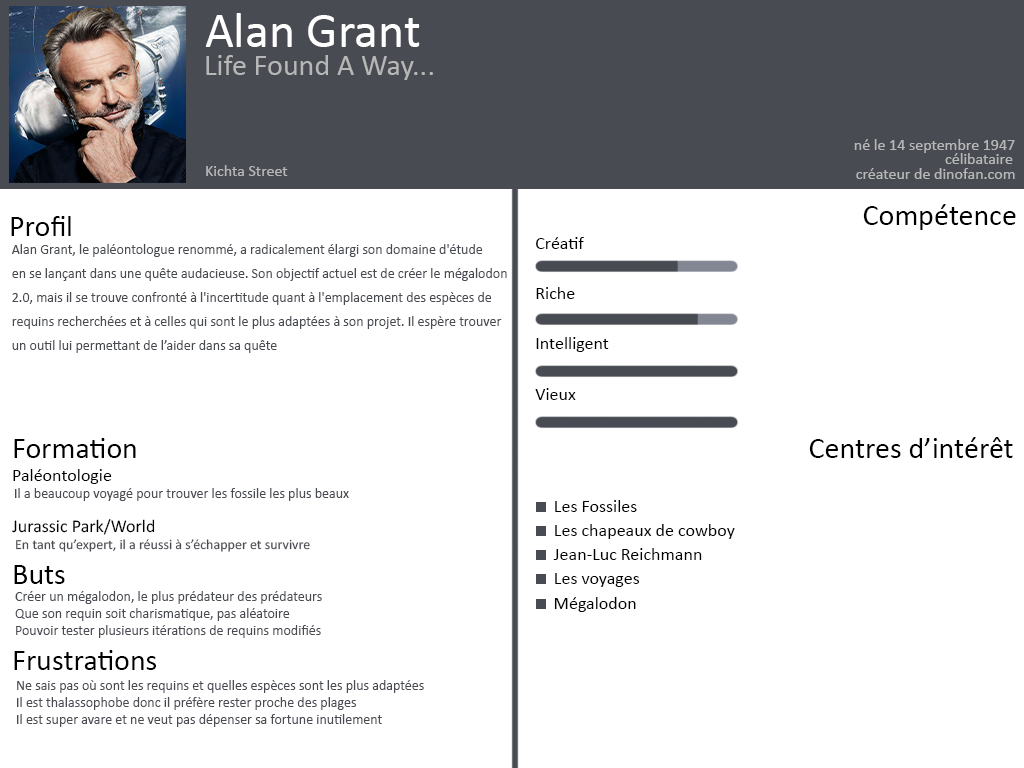 Alan Grant
Life Found A Way...
Kichta Street
né le 14 septembre 1947
célibataire
créateur de dinofan.com
Profil
Alan Grant, le paléontologue renommé, a radicalement élargi son domaine d'étude
en se lançant dans une quête audacieuse. Son objectif actuel est de créer le mégalodon
2.0, mais il se trouve confronté à l'incertitude quant à l'emplacement des espèces de
requins recherchées et à celles qui sont le plus adaptées à son projet. Il espère trouver
un outil lui permettant de l’aider dans sa quête
Formation
Paléontologie
Il a beaucoup voyagé pour trouver les fossile les plus beaux
Jurassic Park/World
En tant qu’expert, il a réussi à s’échapper et survivre
Buts
Créer un mégalodon, le plus prédateur des prédateurs
Que son requin soit charismatique, pas aléatoire
Pouvoir tester plusieurs itérations de requins modifiés
Frustrations
Ne sais pas où sont les requins et quelles espèces sont les plus adaptées
Il est thalassophobe donc il préfère rester proche des plages
Il est super avare et ne veut pas dépenser sa fortune inutilement
Compétence
Créatif
Riche
Intelligent
Vieux
Centres d’intérêt
Les Fossiles
Les chapeaux de cowboy
Jean-Luc Reichmann
Les voyages
Mégalodon